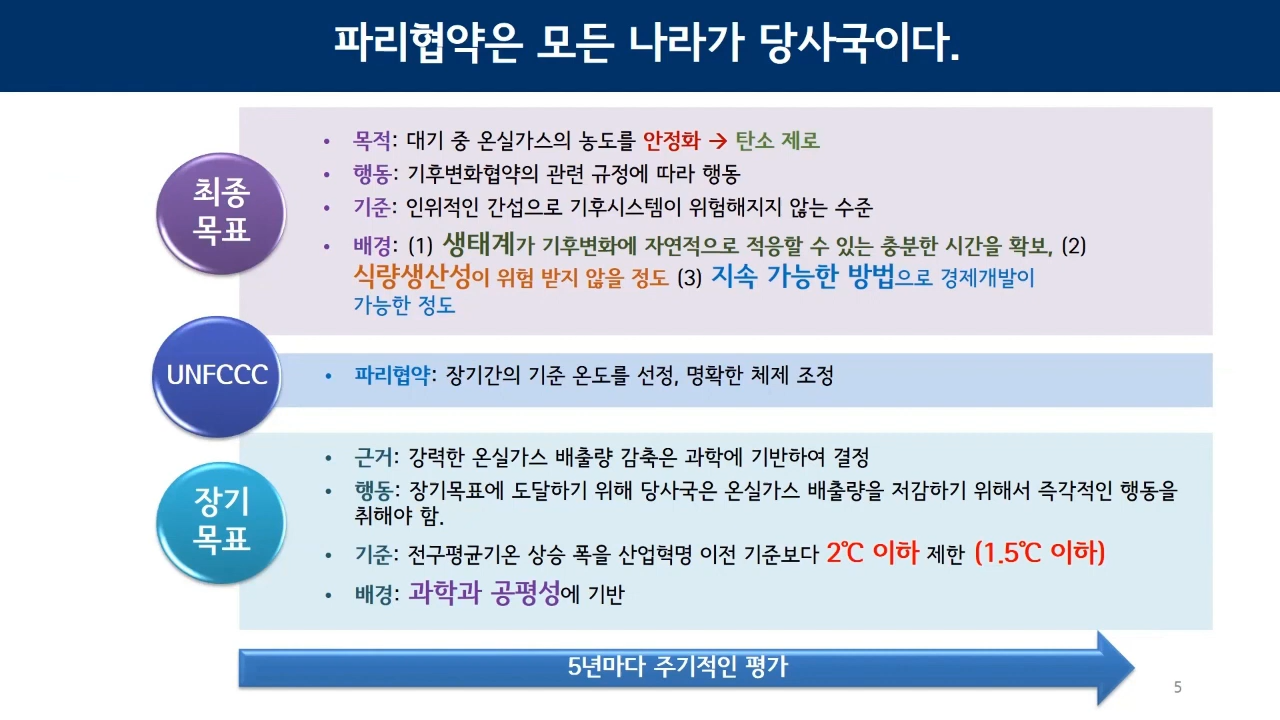 파리협약은 모든 나라가 당사국이다.
최종
목표
• 목적: 대기 중 온실가스의 농도를 안정화 → 탄소 제로
• 행동: 기후변화협약의 관련 규정에 따라 행동
• 기준: 인위적인 간섭으로 기후시스템이 위험해지지 않는 수준
• 배경: (1) 생태계가 기후변화에 자연적으로 적응할 수 있는 충분한 시간을 확보, (2)
식량생산성이 위험 받지 않을 정도 (3) 지속 가능한 방법으로 경제개발이
가능한 정도
UNFCCC
• 파리협약: 장기간의 기준 온도를 선정, 명확한 체제 조정
장기
목표
• 근거: 강력한 온실가스 배출량 감축은 과학에 기반하여 결정
• 행동: 장기목표에 도달하기 위해 당사국은 온실가스 배출량을 저감하기 위해서 즉각적인 행동을
취해야 함.
• 기준: 전구평균기온 상승 폭을 산업혁명 이전 기준보다 2℃ 이하 제한 (1.5℃ 이하)
• 배경: 과학과 공평성에 기반
5년마다 주기적인 평가
5